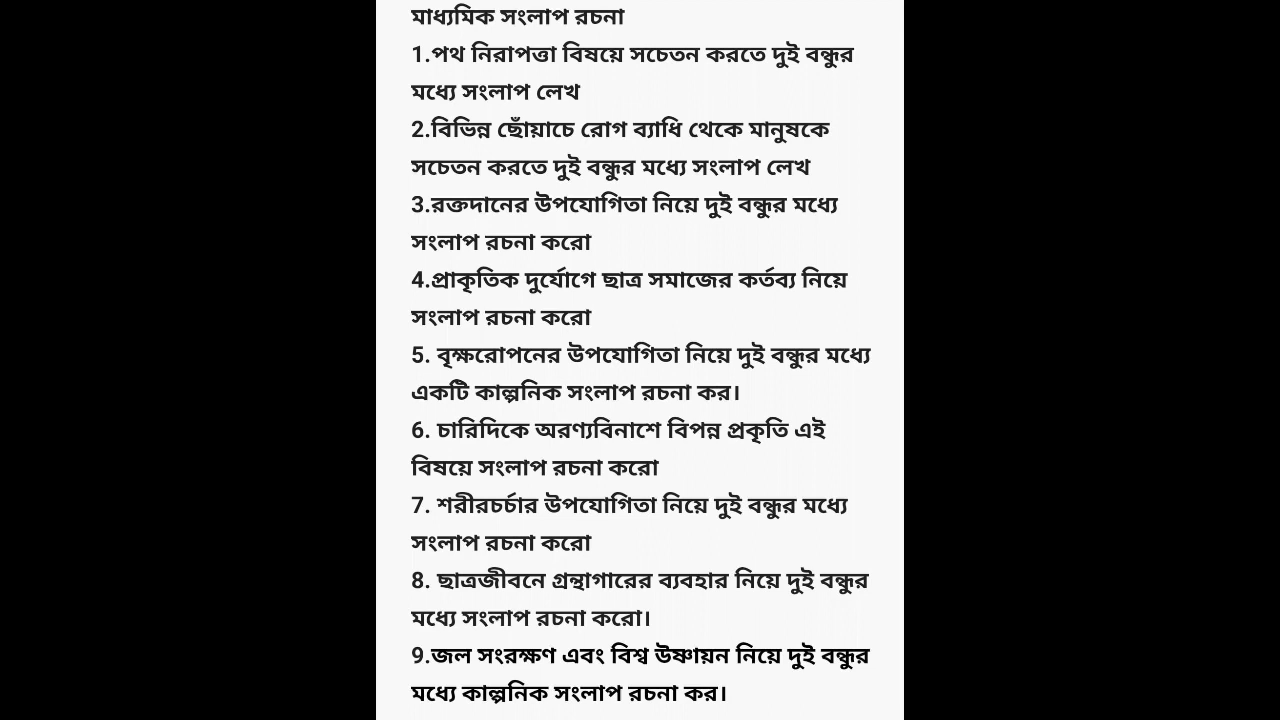 মাধ্যমিক সংলাপ রচনা
1.পথ নিরাপত্তা বিষয়ে সচেতন করতে দুই বন্ধুর
মধ্যে সংলাপ লেখ
2.বিভিন্ন ছোঁয়াচে রোগ ব্যাধি থেকে মানুষকে
সচেতন করতে দুই বন্ধুর মধ্যে সংলাপ লেখ
3.রক্তদানের উপযোগিতা নিয়ে দুই বন্ধুর মধ্যে
সংলাপ রচনা করো
4.প্রাকৃতিক দুর্যোগে ছাত্র সমাজের কর্তব্য নিয়ে
সংলাপ রচনা করো
5. বৃক্ষরোপনের উপযোগিতা নিয়ে দুই বন্ধুর মধ্যে
একটি কাল্পনিক সংলাপ রচনা কর।
6. চারিদিকে অরণ্যবিনাশে বিপন্ন প্রকৃতি এই
বিষয়ে সংলাপ রচনা করো
7. শরীরচর্চার উপযোগিতা নিয়ে দুই বন্ধুর মধ্যে
সংলাপ রচনা করো
8. ছাত্রজীবনে গ্রন্থাগারের ব্যবহার নিয়ে দুই বন্ধুর
মধ্যে সংলাপ রচনা করো।
9.জল সংরক্ষণ এবং বিশ্ব উষ্ণায়ন নিয়ে দুই বন্ধুর
মধ্যে কাল্পনিক সংলাপ রচনা কর।